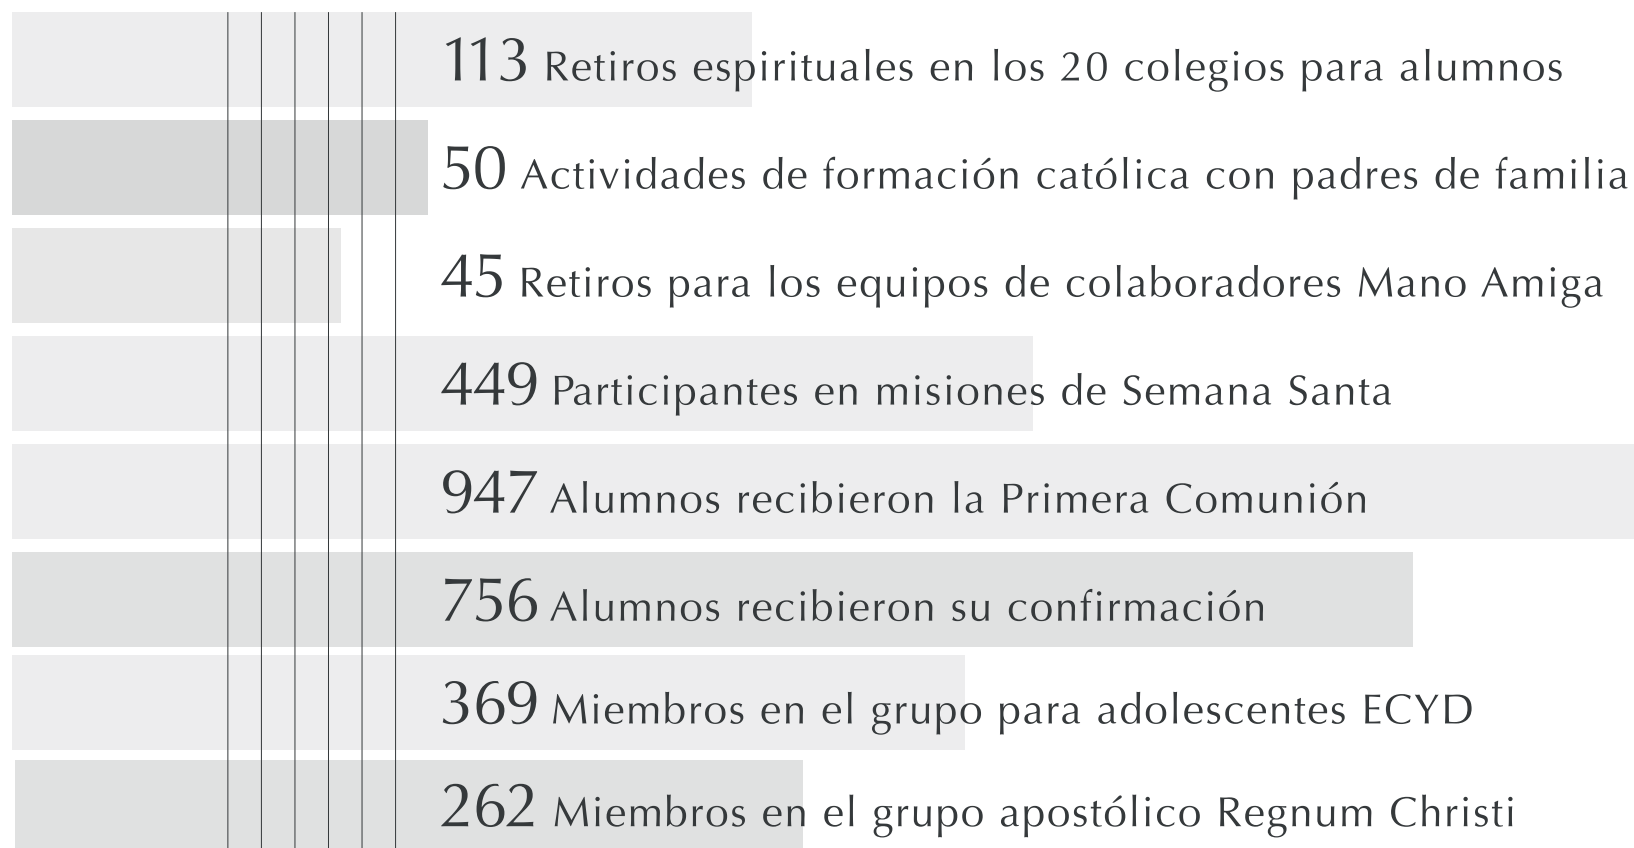 113 Retiros espirituales en los 20 colegios para alumnos
50 Actividades de formación católica con padres de familia
45 Retiros para los equipos de colaboradores Mano Amiga
449 Participantes en misiones de Semana Santa
947 Alumnos recibieron la Primera Comunión
756 Alumnos recibieron su confirmación
369 Miembros en el grupo para adolescentes ECYD
262 Miembros en el grupo apostólico Regnum Christi